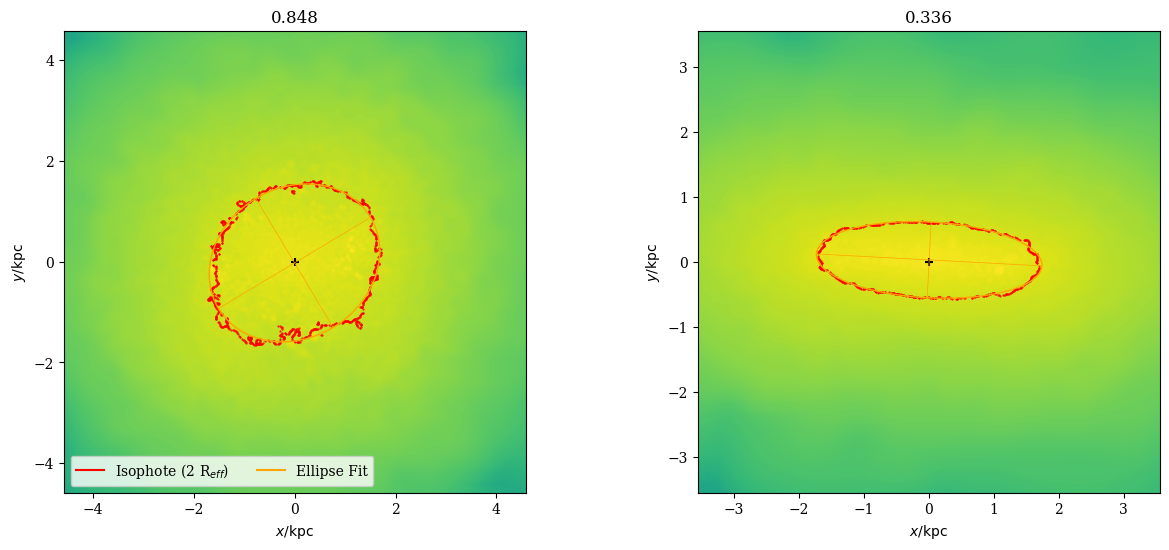 0.848
0.336
4
2
0
−2
−4
y/kpc
Isophote (2 R_eff)
Ellipse Fit
−4 −2 0 2 4
x/kpc
3
2
1
0
−1
−2
−3
y/kpc
−3 −2 −1 0 1 2 3
x/kpc